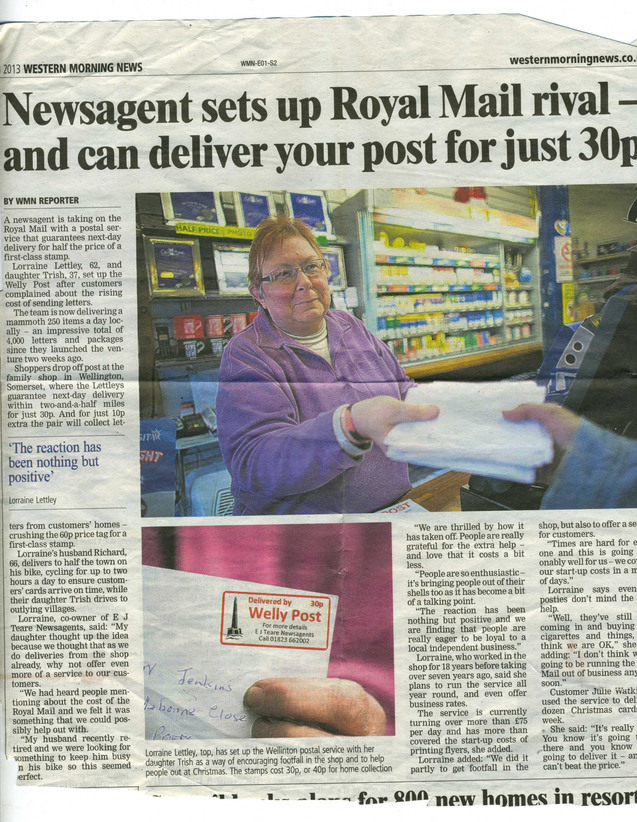 2013 WESTERN MORNING NEWS
WMN-E01-S2
westernmorningnews.co.
Newsagent sets up Royal Mail rival –
and can deliver your post for just 30p
BY WMN REPORTER
A newsagent is taking on the
Royal Mail with a postal ser-
vice that guarantees next-day
delivery for half the price of a
first-class stamp.
Lorraine Lettley, 62, and
daughter Trish, 37, set up the
Welly Post after customers
complained about the rising
cost of sending letters.
The team is now delivering a
mammoth 250 items a day loc-
ally – an impressive total of
4,000 letters and packages
since they launched the ven-
ture two weeks ago.
Shoppers drop off post at the
family shop in Wellington,
Somerset, where the Lettleys
guarantee next-day delivery
within two-and-a-half miles
for just 30p. And for just 10p
extra the pair will collect let-
'The reaction has
been nothing but
positive'
Lorraine Lettley
ters from customers' homes –
crushing the 60p price tag for a
first-class stamp.
Lorraine's husband Richard,
66, delivers to half the town on
his bike, cycling for up to two
hours a day to ensure custom-
ers' cards arrive on time, while
their daughter Trish drives to
outlying villages.
Lorraine, co-owner of E J
Teare Newsagents, said: "My
daughter thought up the idea
because we thought that as we
do deliveries from the shop
already, why not offer even
more of a service to our cus-
tomers.
"We had heard people men-
tioning about the cost of the
Royal Mail and we felt it was
something that we could pos-
sibly help out with.
"My husband recently re-
tired and we were looking for
something to keep him busy
n his bike so this seemed
erfect.
HALF PRICE
POST
Delivered by 30p
Welly Post
For more details
E J Teare Newsagents
Call 01823 662002
Jenkins
Close
Lorraine Lettley, top, has set up the Wellinton postal service with her
daughter Trish as a way of encouraging footfall in the shop and to help
people out at Christmas. The stamps cost 30p, or 40p for home collection
"We are thrilled by how it
has taken off. People are really
grateful for the extra help –
and love that it costs a bit
less.
"People are so enthusiastic –
it's bringing people out of their
shells too as it has become a bit
of a talking point.
"The reaction has been
nothing but positive and we
are finding that people are
really eager to be loyal to a
local independent business."
Lorraine, who worked in the
shop for 18 years before taking
over seven years ago, said she
plans to run the service all
year round, and even offer
business rates.
The service is currently
turning over more than £75
per day and has more than
covered the start-up costs of
printing flyers, she added.
Lorraine added: "We did it
partly to get footfall in the
shop, but also to offer a se
for customers.
"Times are hard for e
one and this is going
onably well for us – we co
our start-up costs in a m
of days."
Lorraine says even
posties don't mind the
help.
"Well, they've still
coming in and buying
cigarettes and things,
think we are OK," she
adding: "I don't think w
going to be running the
Mail out of business any
soon."
Customer Julie Watk
used the service to deli
dozen Christmas cards
week.
She said: "It's really
You know it's going t
there and you know
going to deliver it – an
can't beat the price."
plans for 800 new homes in resort